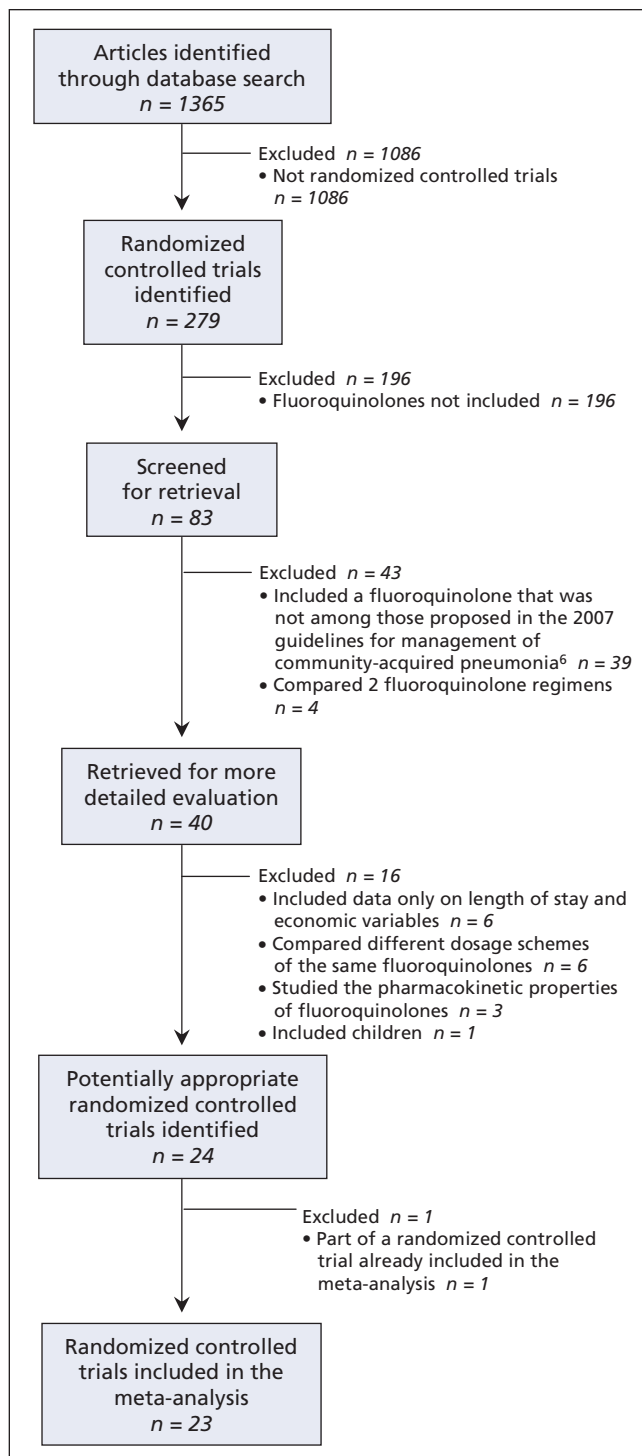 Articles identified
through database search
n = 1365
Excluded n = 1086
• Not randomized controlled trials
n = 1086
Randomized
controlled trials
identified
n = 279
Excluded n = 196
• Fluoroquinolones not included n = 196
Screened
for retrieval
n = 83
Excluded n = 43
• Included a fluoroquinolone that was
not among those proposed in the 2007
guidelines for management of
community-acquired pneumonia⁶ n = 39
• Compared 2 fluoroquinolone regimens
n = 4
Retrieved for more
detailed evaluation
n = 40
Excluded n = 16
• Included data only on length of stay and
economic variables n = 6
• Compared different dosage schemes
of the same fluoroquinolones n = 6
• Studied the pharmacokinetic properties
of fluoroquinolones n = 3
• Included children n = 1
Potentially appropriate
randomized controlled
trials identified
n = 24
Excluded n = 1
• Part of a randomized controlled
trial already included in the
meta-analysis n = 1
Randomized controlled
trials included in the
meta-analysis
n = 23